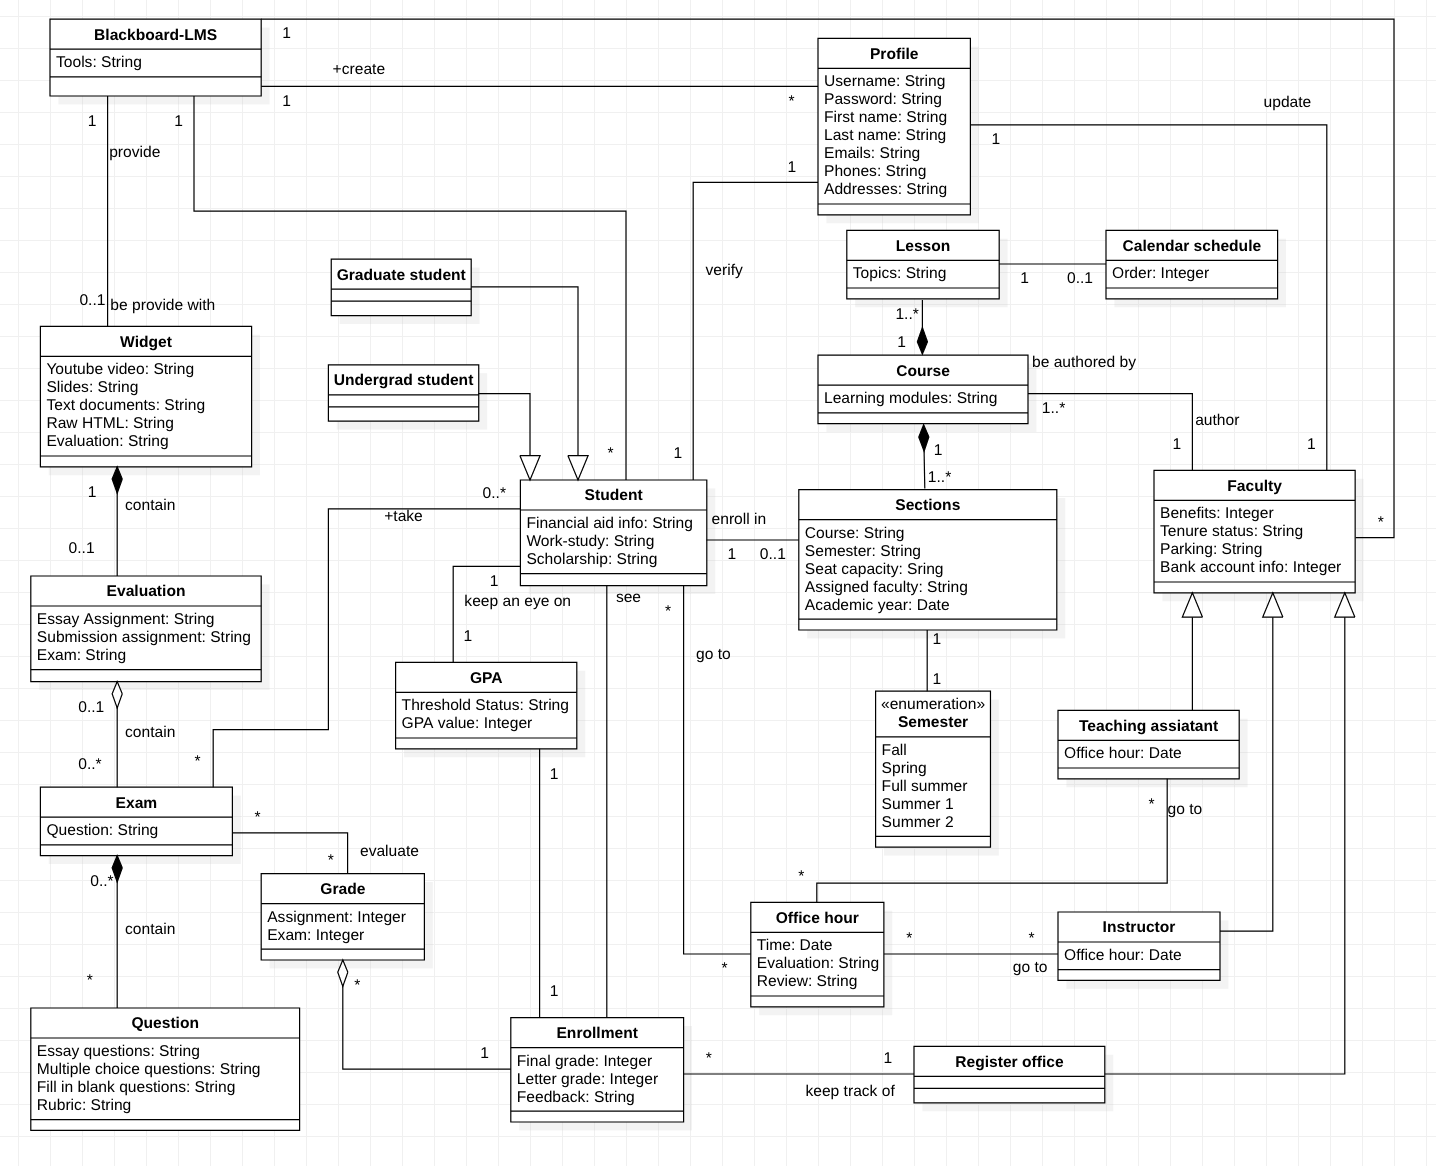 Blackboard-LMS
Tools: String
1
+create
1
*
1
provide
1
0..1
be provide with
Profile
Username: String
Password: String
First name: String
Last name: String
Emails: String
Phones: String
Addresses: String
update
1
1
verify
Lesson
Topics: String
1
0..1
Calendar schedule
Order: Integer
1..*
1
Graduate student
Undergrad student
Widget
Youtube video: String
Slides: String
Text documents: String
Raw HTML: String
Evaluation: String
Course
Learning modules: String
be authored by
1..*
author
1
1
1
1..*
*
1
0..*
+take
Student
Financial aid info: String
Work-study: String
Scholarship: String
enroll in
1
0..1
Sections
Course: String
Semester: String
Seat capacity: Sring
Assigned faculty: String
Academic year: Date
Faculty
Benefits: Integer
Tenure status: String
Parking: String
Bank account info: Integer
*
1
contain
0..1
Evaluation
Essay Assignment: String
Submission assignment: String
Exam: String
1
keep an eye on
1
see
*
go to
1
1
GPA
Threshold Status: String
GPA value: Integer
1
«enumeration»
Semester
Fall
Spring
Full summer
Summer 1
Summer 2
Teaching assiatant
Office hour: Date
*
go to
*
0..1
contain
0..*
*
Exam
Question: String
*
*
evaluate
0..*
contain
*
Grade
Assignment: Integer
Exam: Integer
*
1
Office hour
Time: Date
Evaluation: String
Review: String
*
*
*
go to
Instructor
Office hour: Date
1
Question
Essay questions: String
Multiple choice questions: String
Fill in blank questions: String
Rubric: String
Enrollment
Final grade: Integer
Letter grade: Integer
Feedback: String
*
1
keep track of
Register office